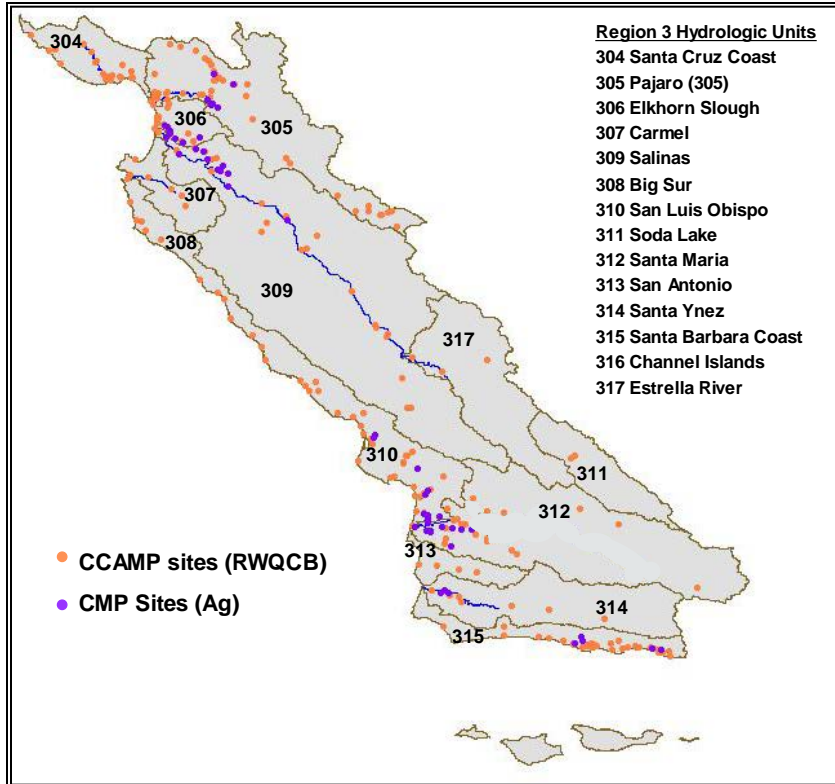 Region 3 Hydrologic Units
304 Santa Cruz Coast
305 Pajaro (305)
306 Elkhorn Slough
307 Carmel
309 Salinas
308 Big Sur
310 San Luis Obispo
311 Soda Lake
312 Santa Maria
313 San Antonio
314 Santa Ynez
315 Santa Barbara Coast
316 Channel Islands
317 Estrella River
304
305
306
307
308
309
317
310
311
312
313
314
315
CCAMP sites (RWQCB)
CMP Sites (Ag)